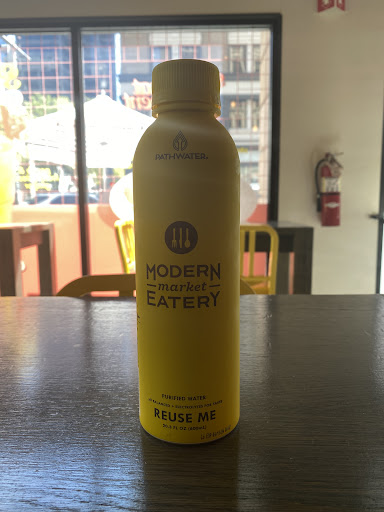 PATHWATER
MODERN
market
EATERY
PURIFIED WATER
REUSE ME